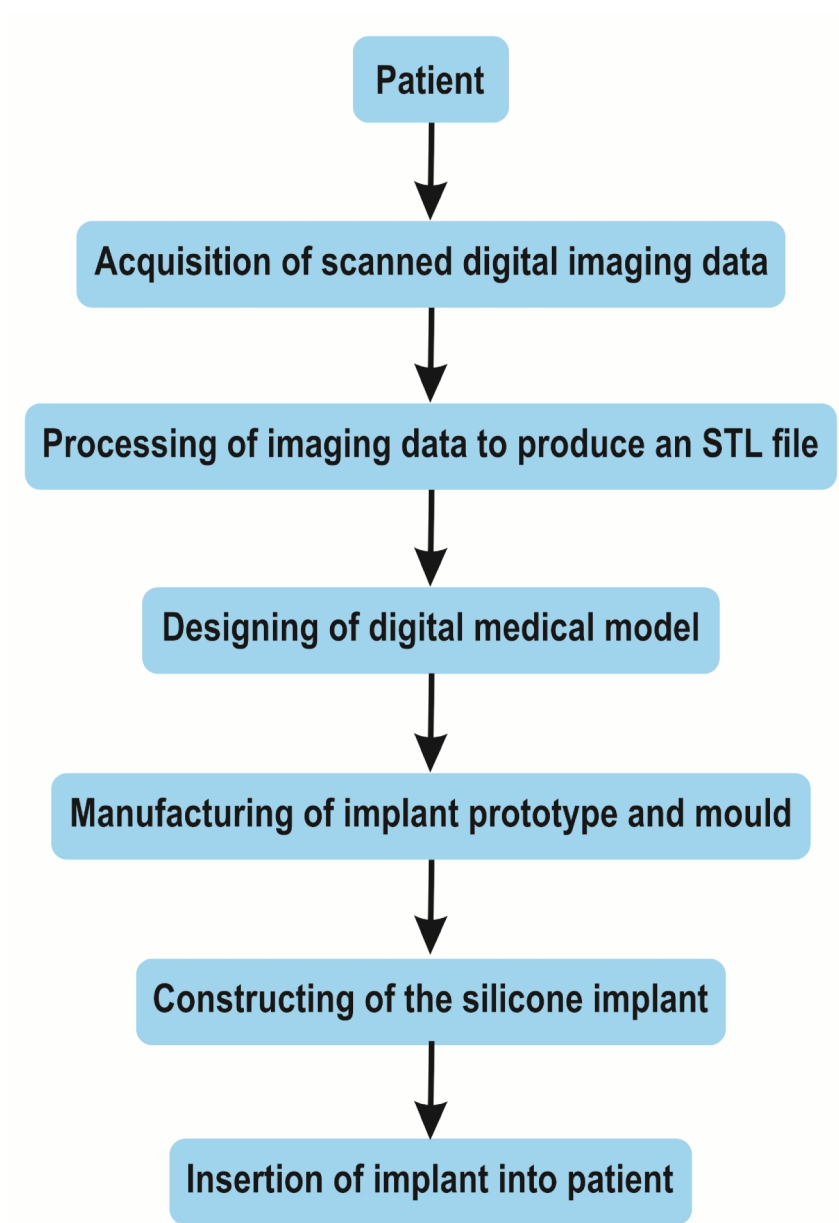 Patient
Acquisition of scanned digital imaging data
Processing of imaging data to produce an STL file
Designing of digital medical model
Manufacturing of implant prototype and mould
Constructing of the silicone implant
Insertion of implant into patient